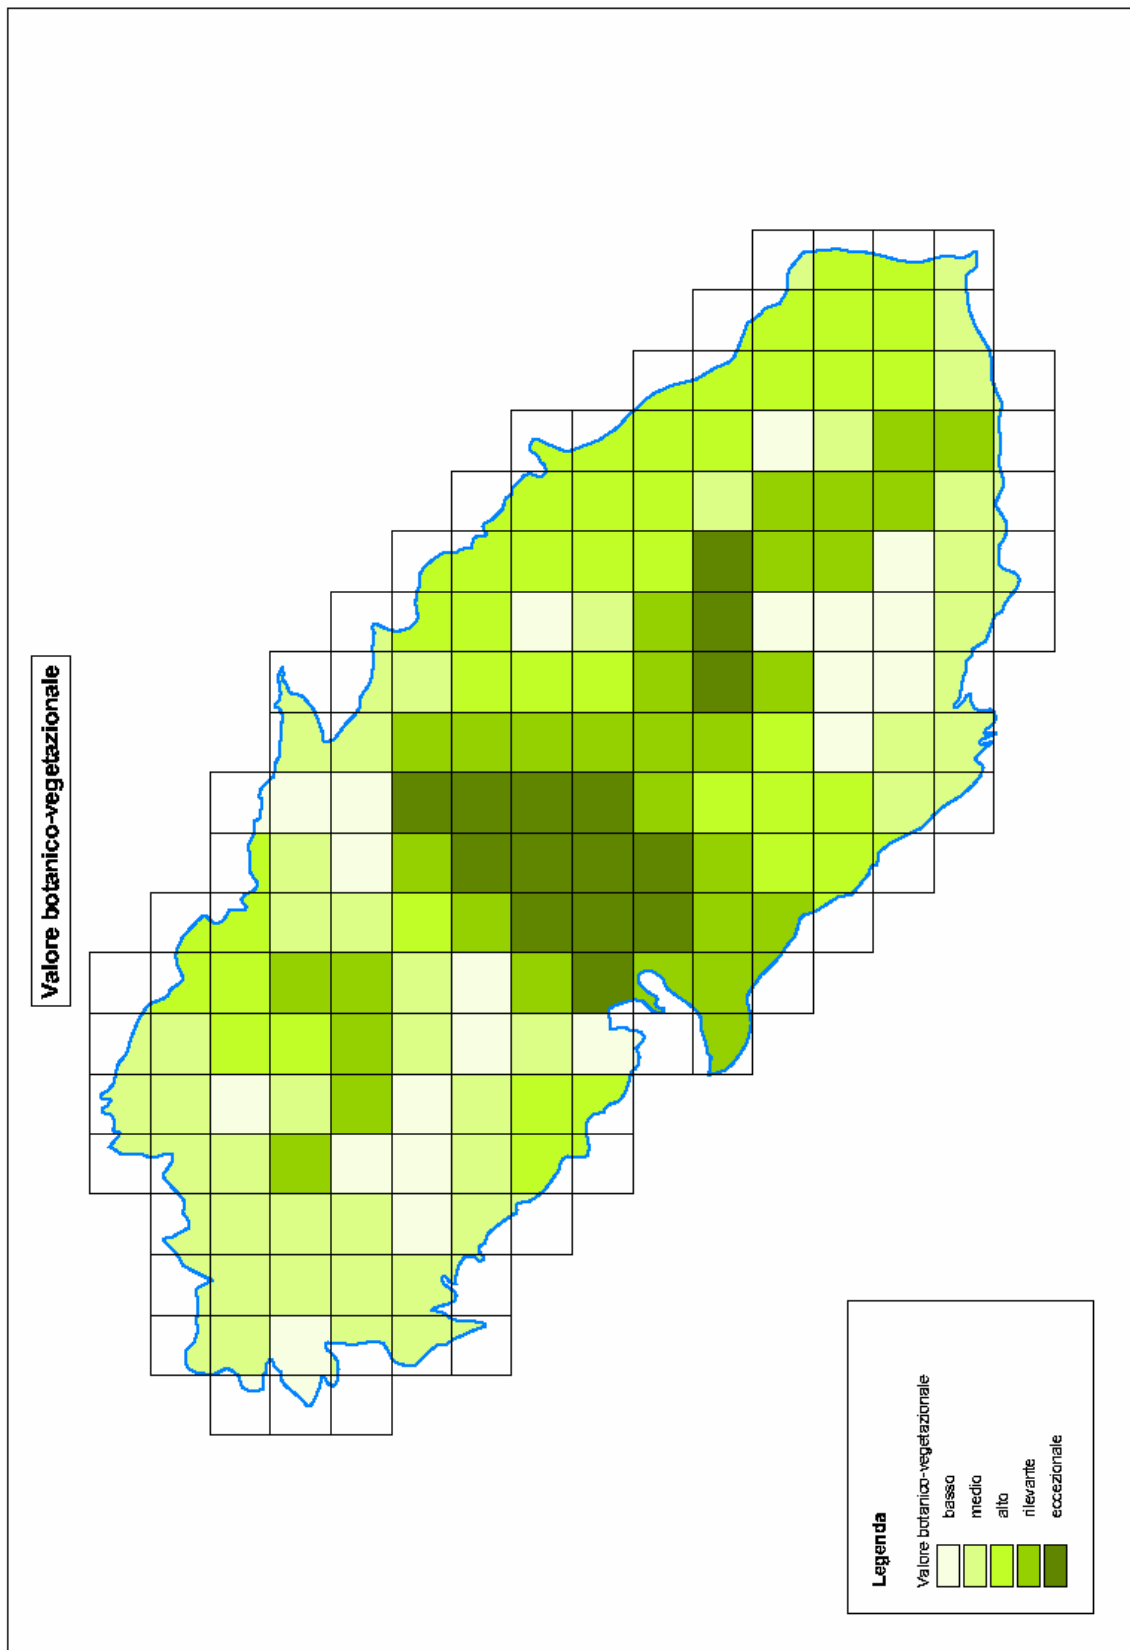 Valore botanico-vegetazionale
Legenda
Valore botanico-vegetazionale
basso
medio
alto
rilevante
eccezionale